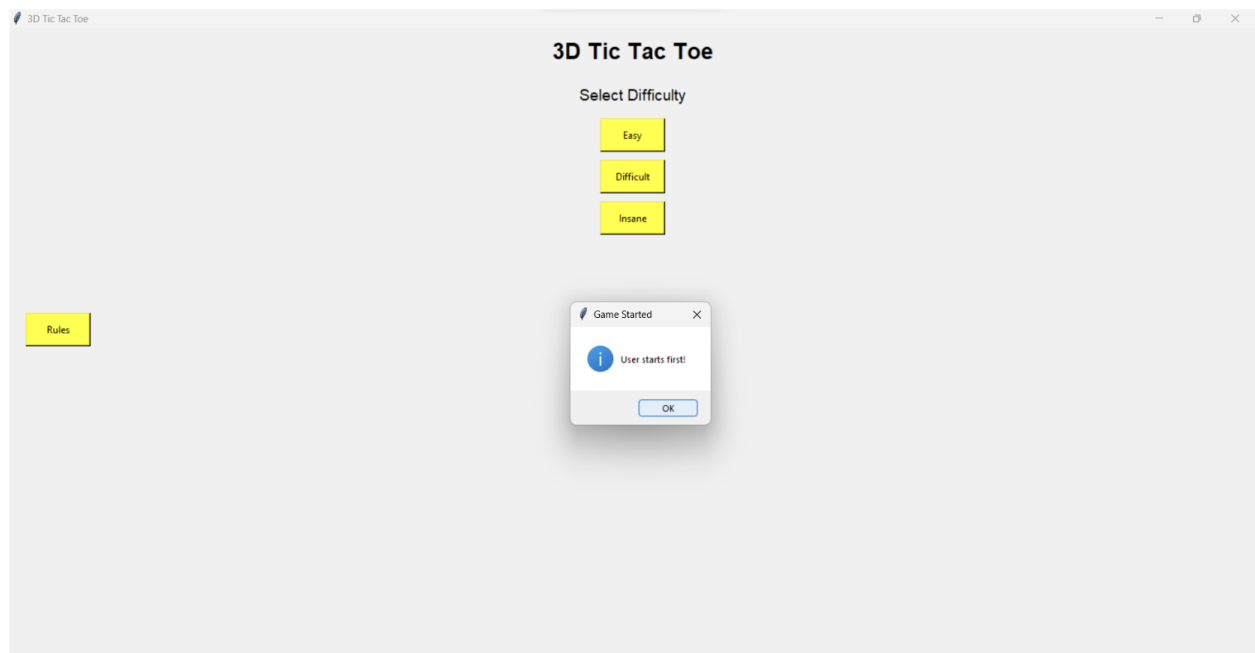 3D Tic Tac Toe
3D Tic Tac Toe
Select Difficulty
Easy
Difficult
Insane
Rules
Game Started
User starts first!
OK